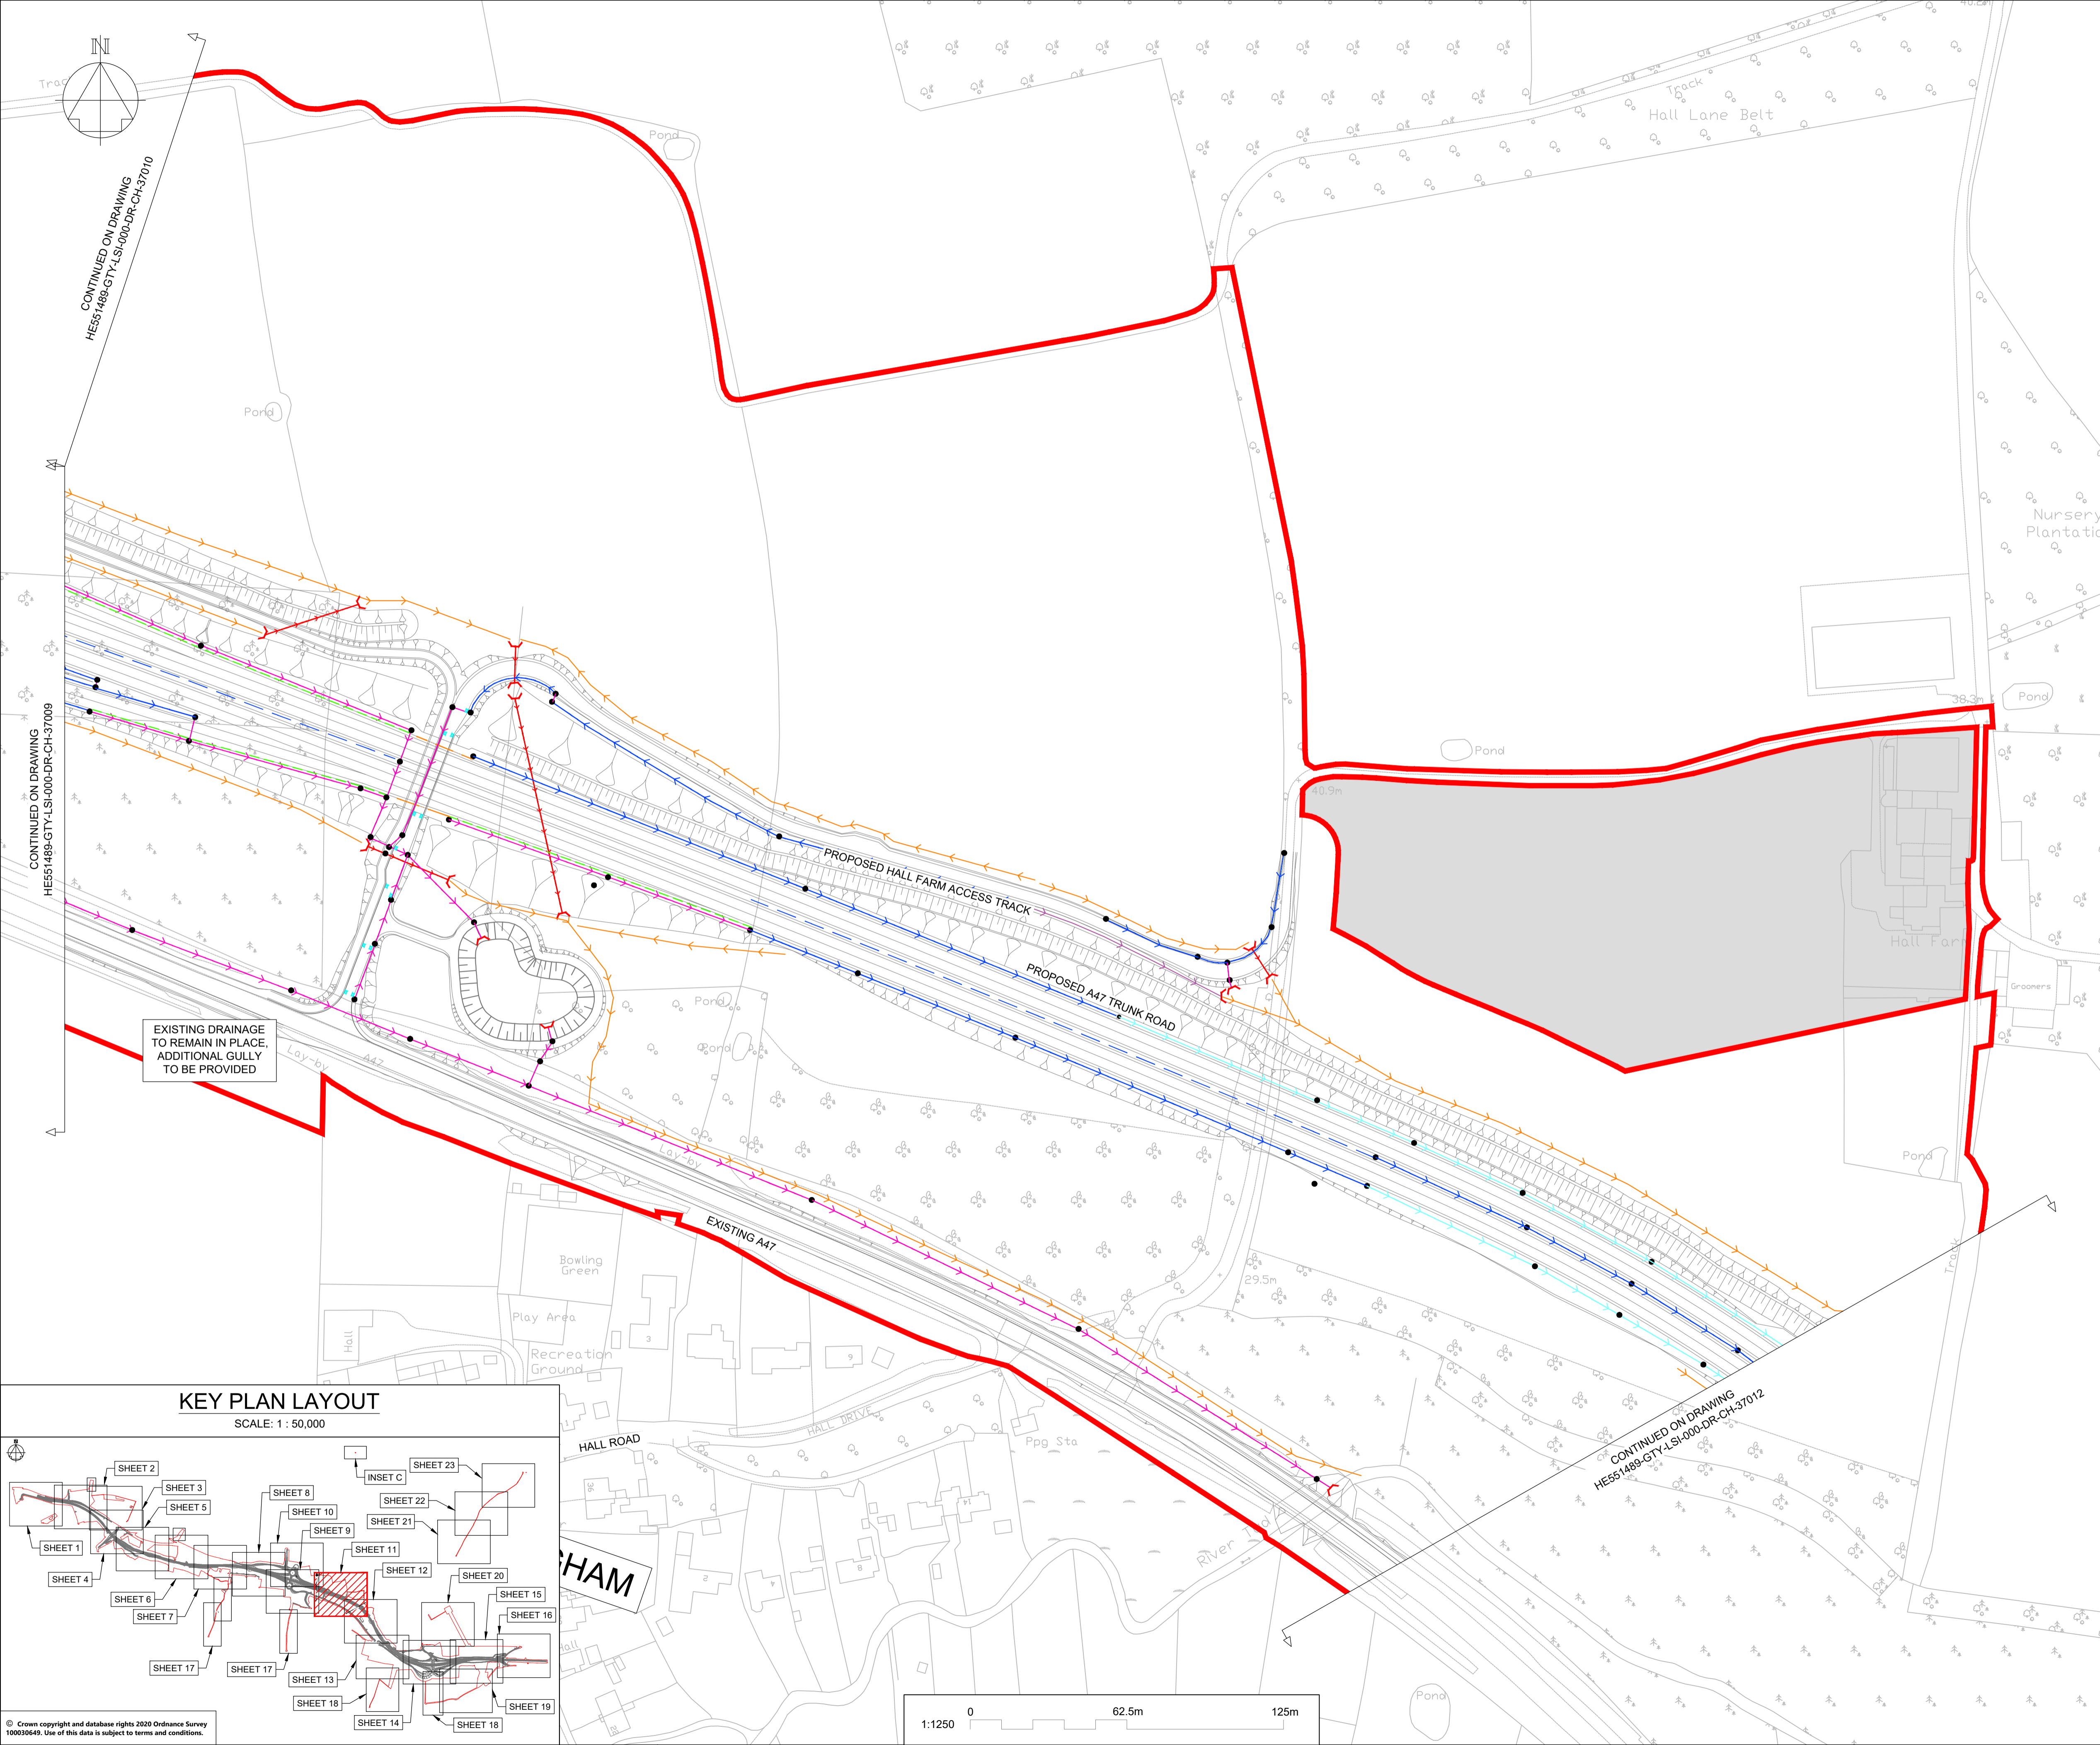 N
CONTINUED ON DRAWING
HE551489-GTY-LSI-000-DR-CH-37010
Pond
Track
Hall Lane Belt
Pond
Nursery
38.3m
Pond
Pond
40.9m
CONTINUED ON DRAWING
HE551489-GTY-LSI-000-DR-CH-37009
PROPOSED HALL FARM ACCESS TRACK
Hall Farm
PROPOSED A47 TRUNK ROAD
Groomers
Pond
Pond
EXISTING DRAINAGE
TO REMAIN IN PLACE,
ADDITIONAL GULLY
TO BE PROVIDED
Lay-by
A47
Lay-by
Pond
EXISTING A47
Track
Bowling
Green
29.5m
Play Area
Hall
3
9
Recreation
Ground
HALL DRIVE
HALL ROAD
Ppg Sta
CONTINUED ON DRAWING
HE551489-GTY-LSI-000-DR-CH-37012
36
14
2
4
8
River
HAM
Pond
KEY PLAN LAYOUT
SCALE: 1 : 50,000
N
SHEET 2
SHEET 3
SHEET 5
SHEET 8
SHEET 10
SHEET 9
SHEET 11
SHEET 12
INSET C
SHEET 23
SHEET 22
SHEET 21
SHEET 1
SHEET 4
SHEET 6
SHEET 7
SHEET 20
SHEET 15
SHEET 16
SHEET 17
SHEET 17
SHEET 13
SHEET 18
SHEET 14
SHEET 18
SHEET 19
© Crown copyright and database rights 2020 Ordnance Survey
100030649. Use of this data is subject to terms and conditions.
1:1250
0 62.5m 125m